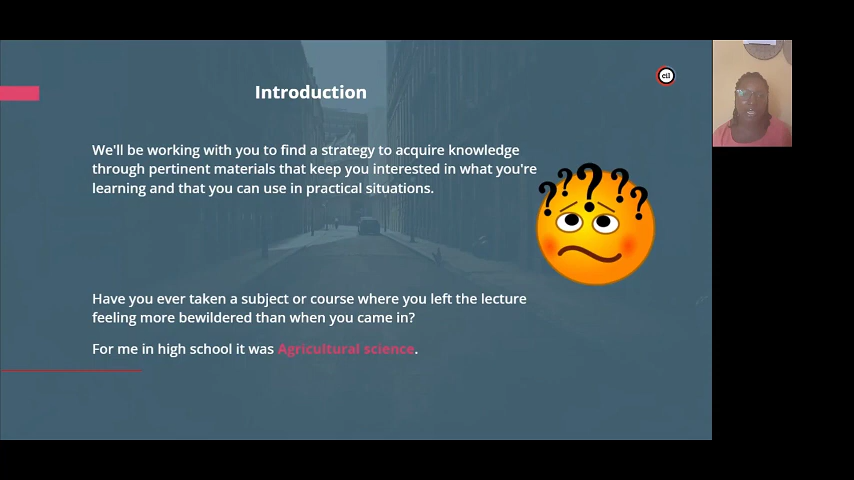 Introduction
cil
We'll be working with you to find a strategy to acquire knowledge
through pertinent materials that keep you interested in what you're
learning and that you can use in practical situations.
? ? ? ? ?
Have you ever taken a subject or course where you left the lecture
feeling more bewildered than when you came in?
For me in high school it was Agricultural science.